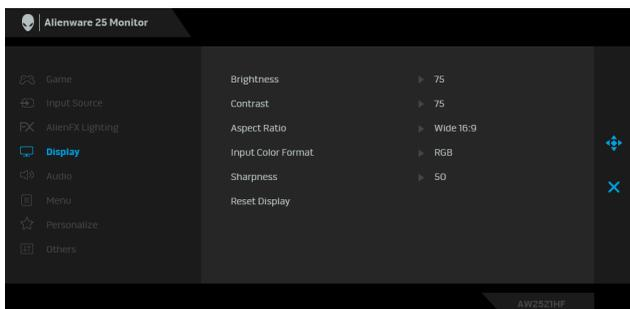 Alienware 25 Monitor
Game
Input Source
FX AlienFX Lighting
Display
Audio
Menu
Personalize
Others
Brightness 75
Contrast 75
Aspect Ratio Wide 16:9
Input Color Format RGB
Sharpness 50
Reset Display
AW2521HF